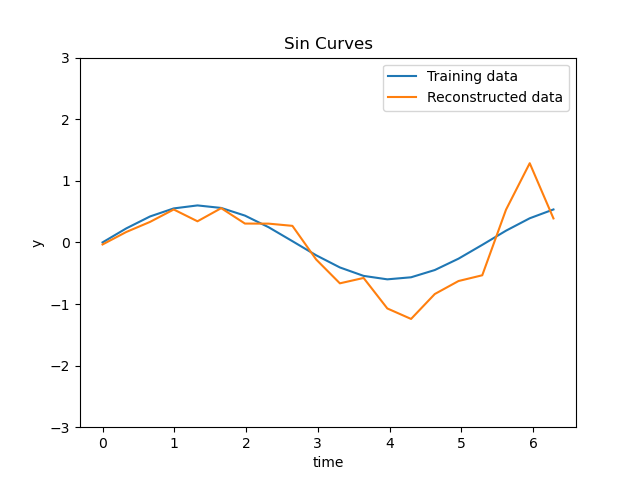 Sin Curves
Training data
Reconstructed data
3
2
1
0
−1
−2
−3
y
0
1
2
3
4
5
6
time